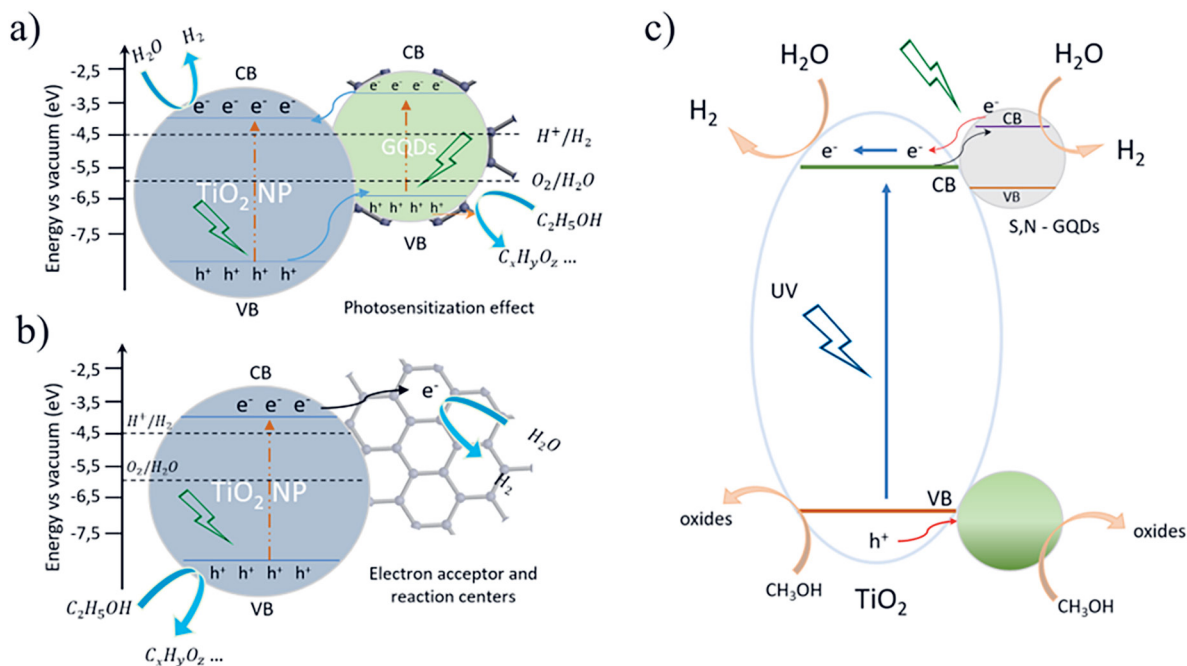 a)
H₂O
H₂
Energy vs vacuum (eV)
-2,5
-3,5
-4,5
-5,5
-6,5
-7,5
CB
e⁻ e⁻ e⁻ e⁻
TiO₂ NP
h⁺ h⁺ h⁺ h⁺
VB
CB
e⁻ e⁻ e⁻ e⁻
GQDs
h⁺ h⁺ h⁺ h⁺
VB
H⁺/H₂
O₂/H₂O
C₂H₅OH
CₓHᵧO_z ...
Photosensitization effect
b)
Energy vs vacuum (eV)
-2,5
-3,5
H⁺/H₂
-4,5
-5,5
O₂/H₂O
-6,5
-7,5
CB
e⁻ e⁻ e⁻
TiO₂ NP
h⁺ h⁺ h⁺ h⁺
VB
e⁻
H₂O
H₂
C₂H₅OH
CₓHᵧO_z ...
Electron acceptor and
reaction centers
c)
H₂O
H₂
e⁻ e⁻
CB
e⁻
CB
VB
S,N - GQDs
H₂O
H₂
UV
VB
h⁺
oxides
CH₃OH
TiO₂
oxides
CH₃OH